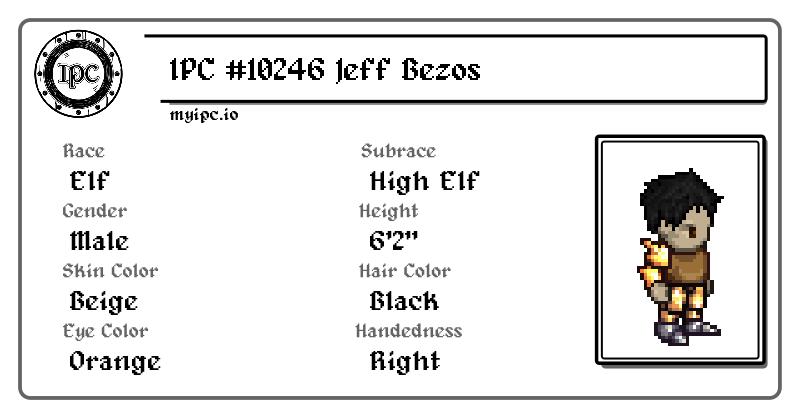 IPC
IPC #10246 Jeff Bezos
myipc.io
Race
Elf
Subrace
High Elf
Gender
Male
Height
6'2"
Skin Color
Beige
Hair Color
Black
Eye Color
Orange
Handedness
Right